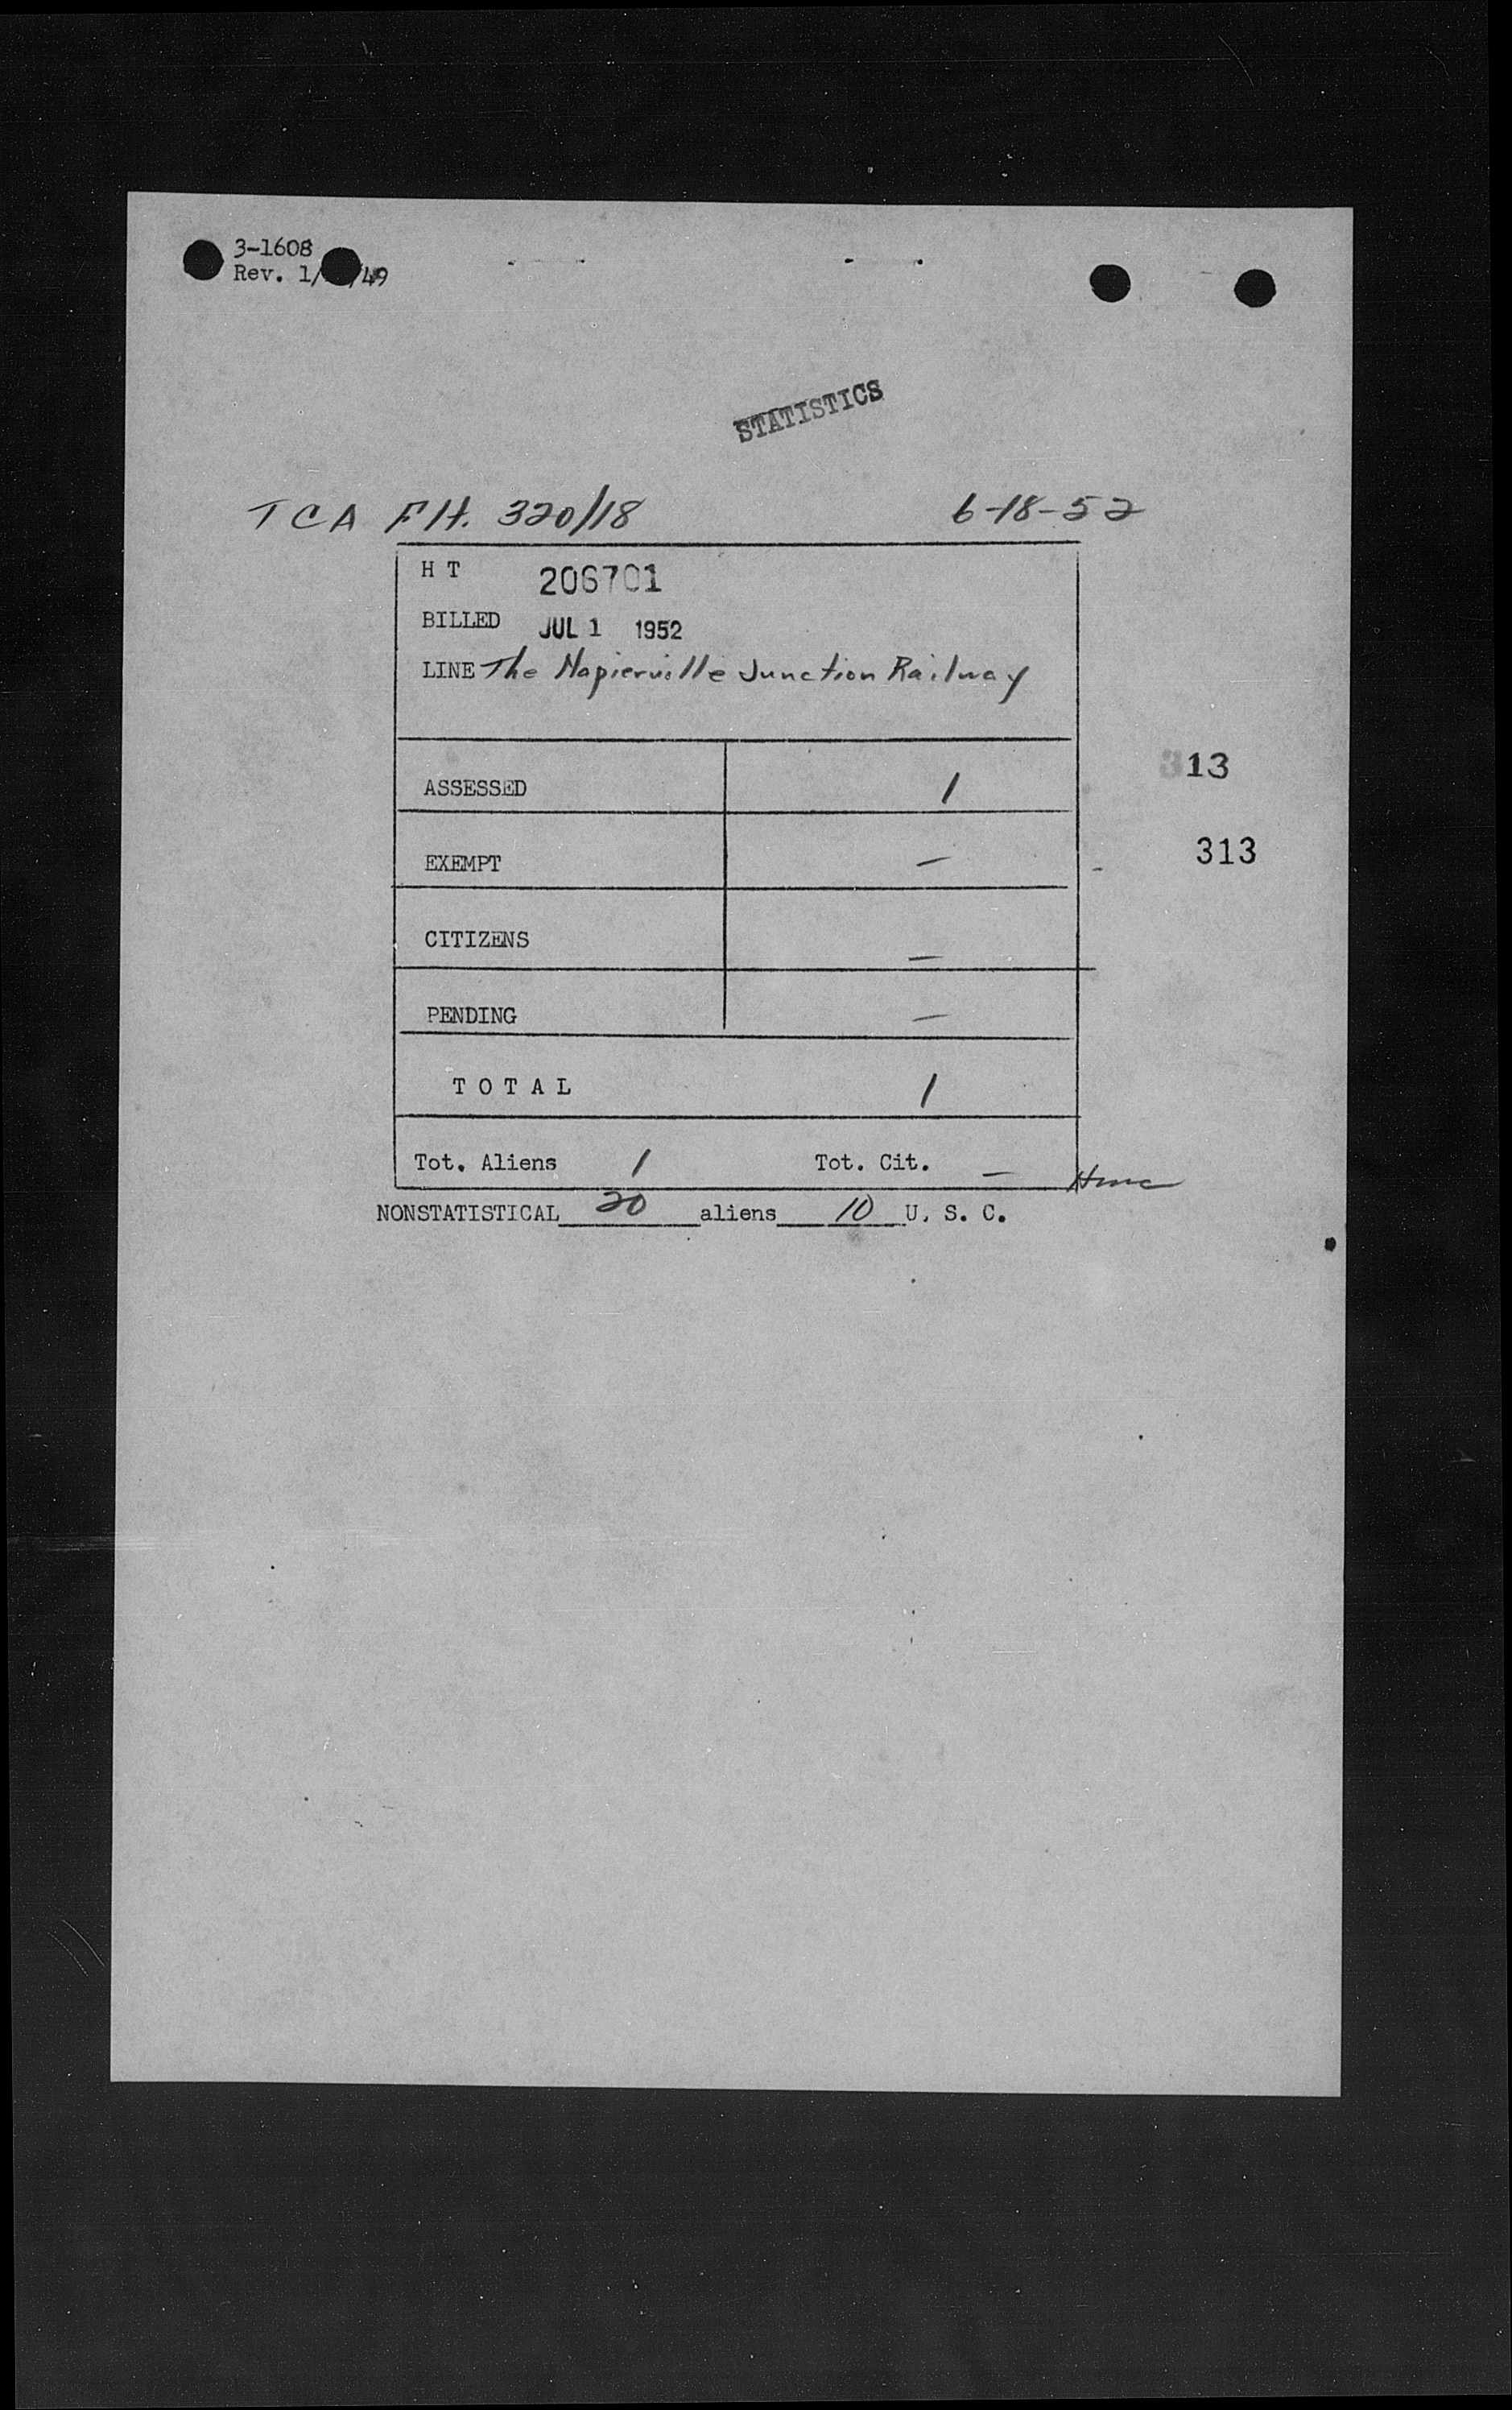 3-1608
Rev. 1/ /49
STATISTICS
TCA Flt. 320/18 6-18-52
H T 206701
BILLED JUL 1 1952
LINE The Napierville Junction Railway
313
ASSESSED 1
EXEMPT — 313
CITIZENS —
PENDING —
T O T A L 1
Tot. Aliens 1 Tot. Cit. —
NONSTATISTICAL 20 aliens 10 U. S. C.